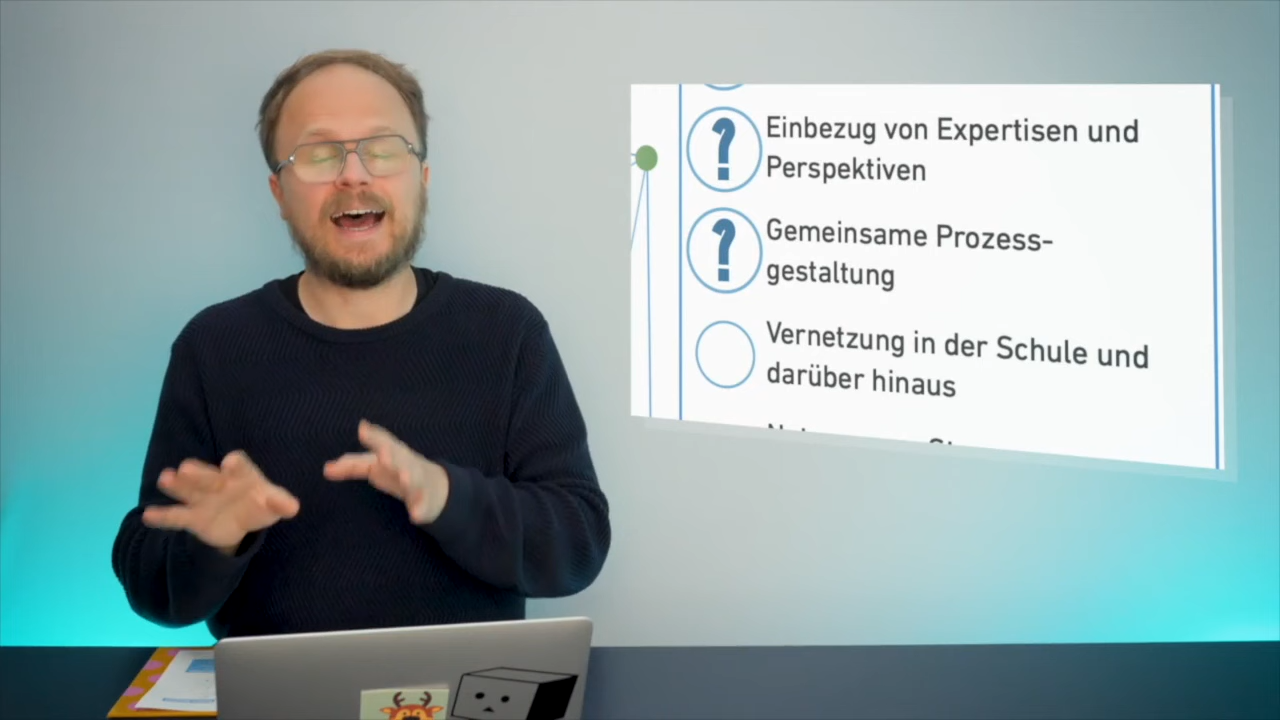 ?
Einbezug von Expertisen und
Perspektiven
?
Gemeinsame Prozess-
gestaltung
Vernetzung in der Schule und
darüber hinaus